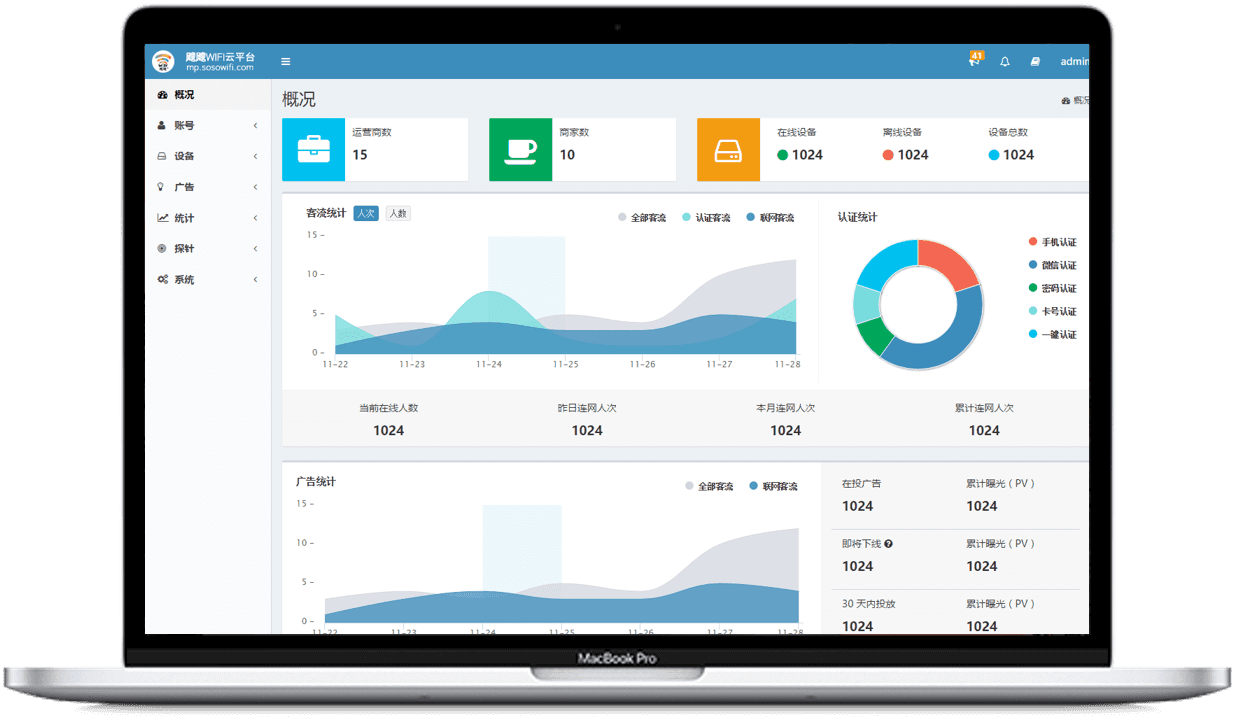 飕飕WIFI云平台
mp.sosowifi.com
41
admin
概况
账号
设备
广告
统计
探针
系统
概况
概况
运营商数
15
商家数
10
在线设备
1024
离线设备
1024
设备总数
1024
客流统计 人次 人数
全部客流 认证客流 联网客流
15
10
5
0
11-22 11-23 11-24 11-25 11-26 11-27 11-28
认证统计
手机认证
微信认证
密码认证
卡号认证
一键认证
当前在线人数
1024
昨日连网人次
1024
本月连网人次
1024
累计连网人次
1024
广告统计
全部客流 联网客流
15
10
5
0
11-22 11-23 11-24 11-25 11-26 11-27 11-28
在投广告 累计曝光（PV）
1024 1024
即将下线 累计曝光（PV）
1024 1024
30 天内投放 累计曝光（PV）
1024 1024
MacBook Pro